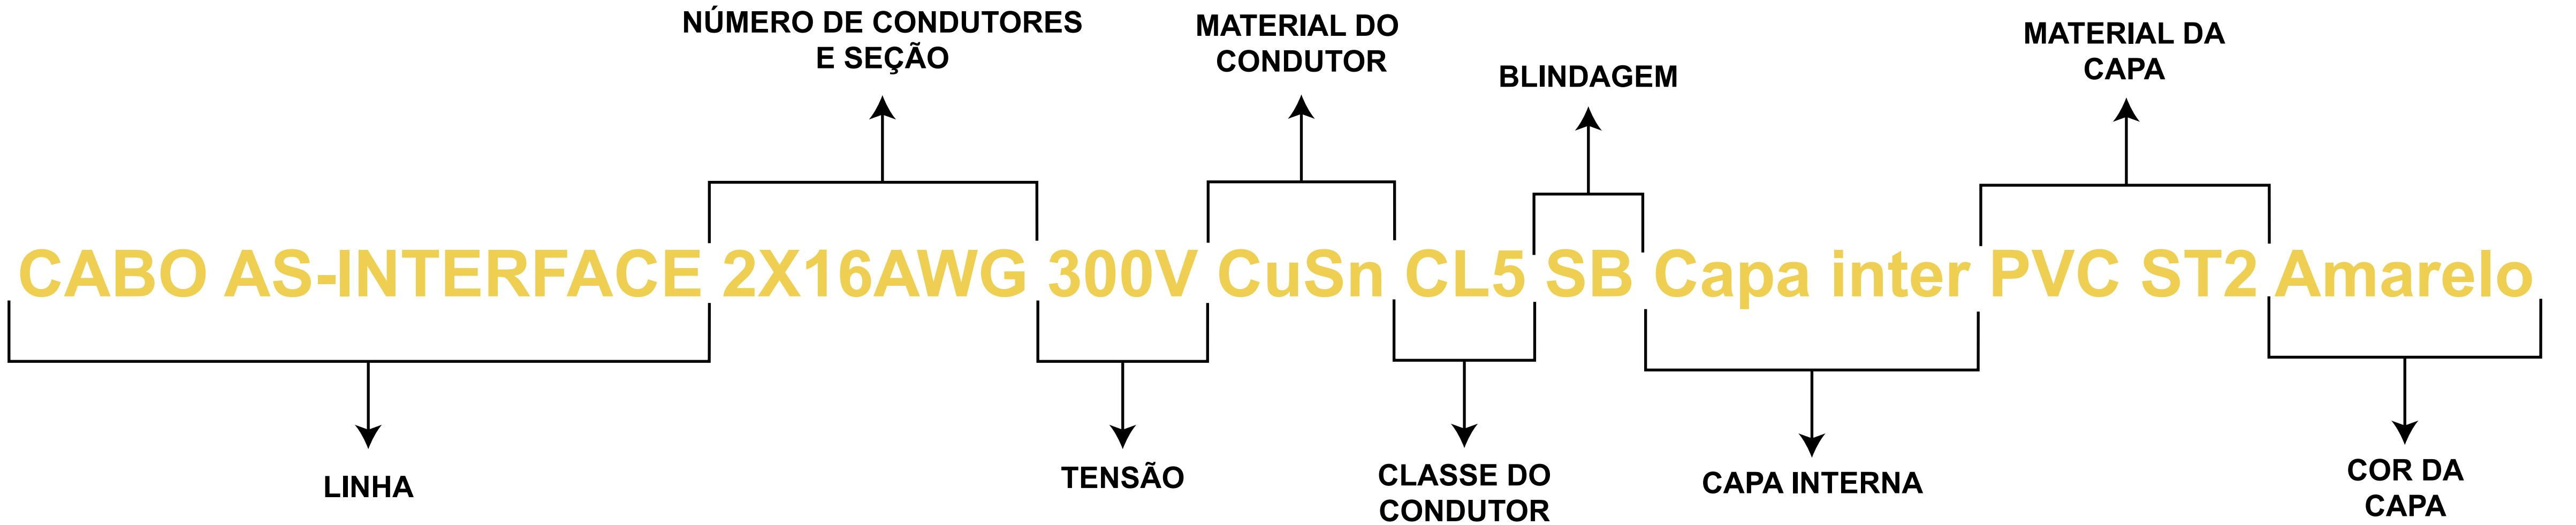 NÚMERO DE CONDUTORES
E SEÇÃO
MATERIAL DO
CONDUTOR
BLINDAGEM
MATERIAL DA
CAPA
CABO AS-INTERFACE 2X16AWG 300V CuSn CL5 SB Capa inter PVC ST2 Amarelo
LINHA
TENSÃO
CLASSE DO
CONDUTOR
CAPA INTERNA
COR DA
CAPA